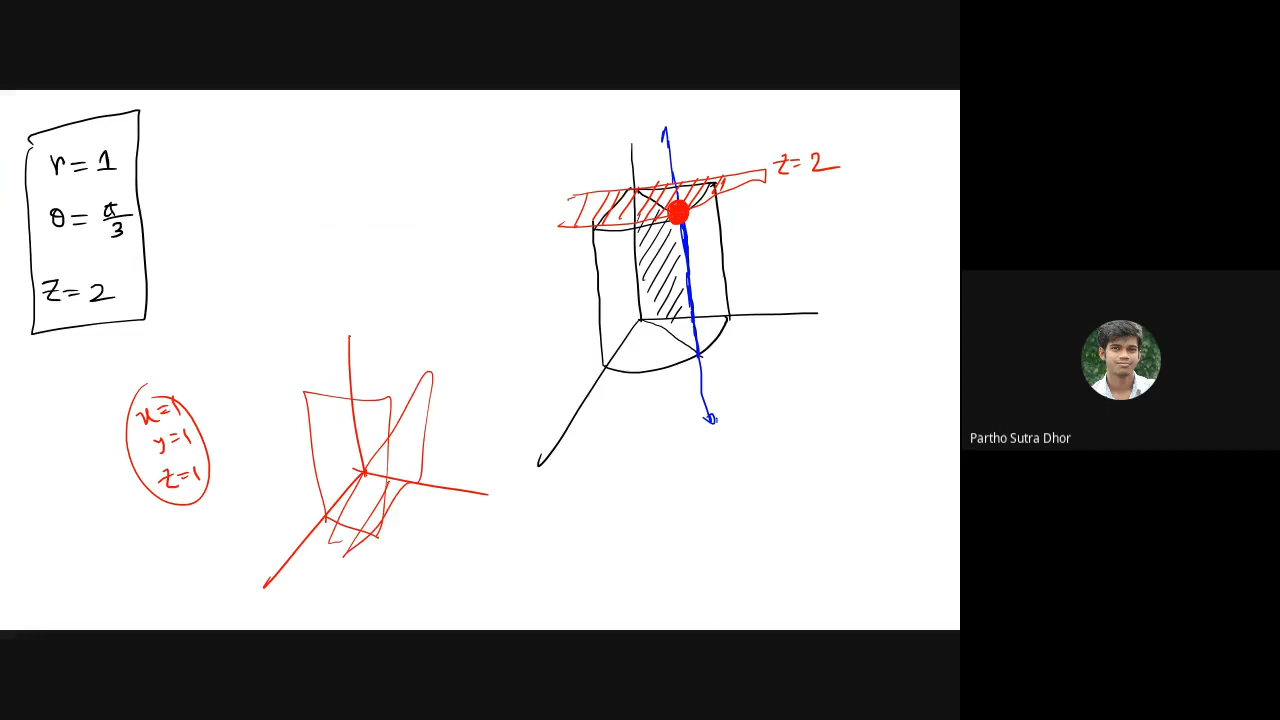 r = 1
θ = π/3
Z = 2
z = 2
x = 1
y = 1
z = 1
Partho Sutra Dhor